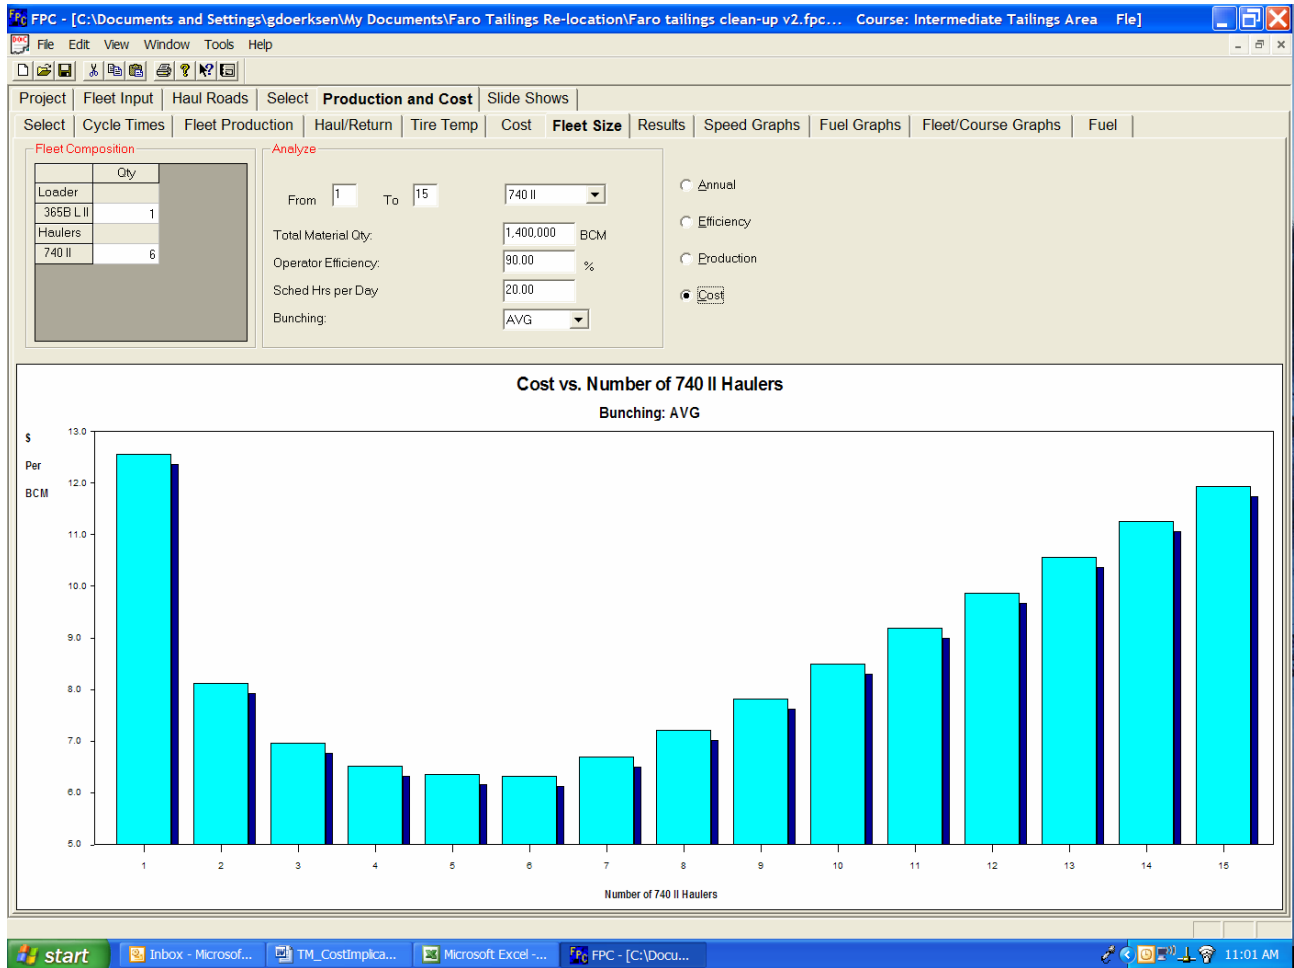 FPC - [C:\Documents and Settings\gdoerksen\My Documents\Faro Tailings Re-location\Faro tailings clean-up v2.fpc... Course: Intermediate Tailings Area Fle]
File Edit View Window Tools Help
Project Fleet Input Haul Roads Select Production and Cost Slide Shows
Select Cycle Times Fleet Production Haul/Return Tire Temp Cost Fleet Size Results Speed Graphs Fuel Graphs Fleet/Course Graphs Fuel
Fleet Composition
Qty
Loader
365B L II 1
Haulers
740 II 6
Analyze
From 1 To 15 740 II
Total Material Qty: 1,400,000 BCM
Operator Efficiency: 90.00 %
Sched Hrs per Day 20.00
Bunching: AVG
Annual
Efficiency
Production
Cost
Cost vs. Number of 740 II Haulers
Bunching: AVG
$
Per
BCM
13.0
12.0
11.0
10.0
9.0
8.0
7.0
6.0
5.0
1 2 3 4 5 6 7 8 9 10 11 12 13 14 15
Number of 740 II Haulers
start Inbox - Microsof... TM_CostImplica... Microsoft Excel -... FPC - [C:\Docu... 11:01 AM